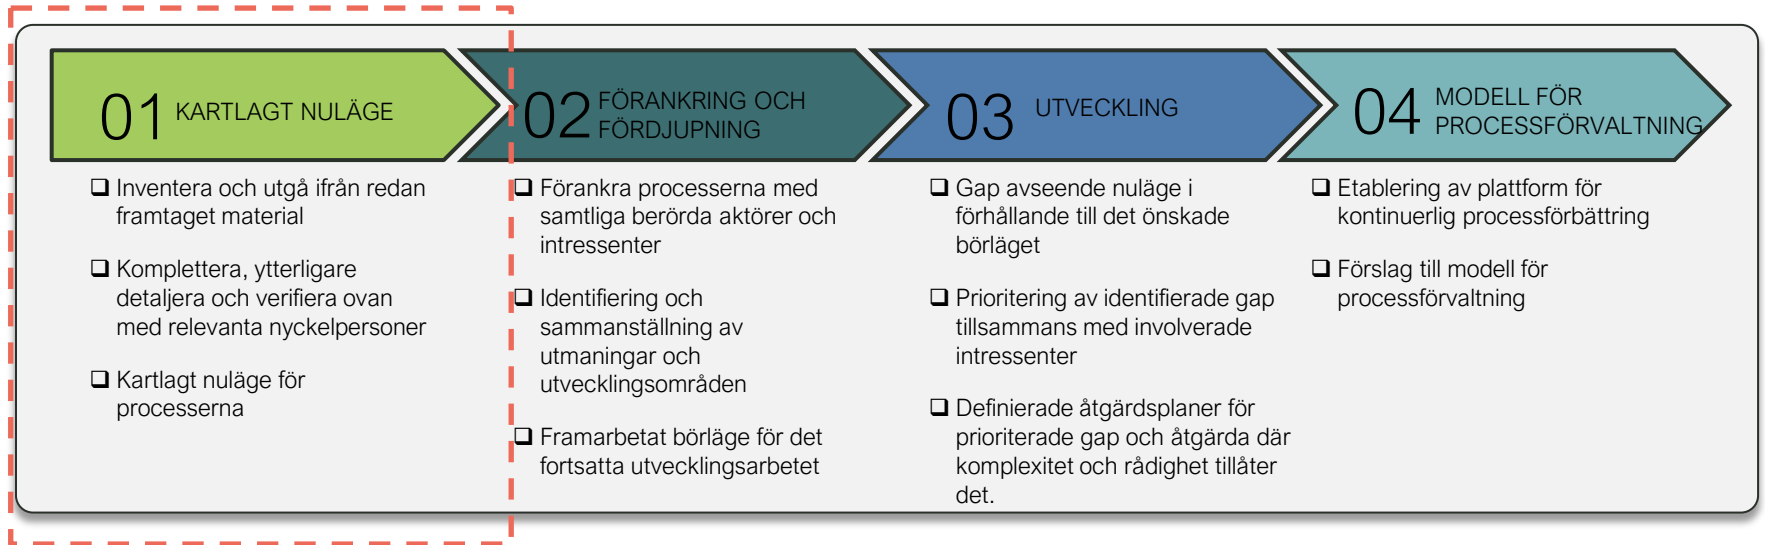 01 KARTLAGT NULÄGE
❑ Inventera och utgå ifrån redan
framtaget material
❑ Komplettera, ytterligare
detaljera och verifiera ovan
med relevanta nyckelpersoner
❑ Kartlagt nuläge för
processerna
02 FÖRANKRING OCH
FÖRDJUPNING
❑ Förankra processerna med
samtliga berörda aktörer och
intressenter
❑ Identifiering och
sammanställning av
utmaningar och
utvecklingsområden
❑ Framarbetat börläge för det
fortsatta utvecklingsarbetet
03 UTVECKLING
❑ Gap avseende nuläge i
förhållande till det önskade
börläget
❑ Prioritering av identifierade gap
tillsammans med involverade
intressenter
❑ Definierade åtgärdsplaner för
prioriterade gap och åtgärda där
komplexitet och rådighet tillåter
det.
04 MODELL FÖR
PROCESSFÖRVALTNING
❑ Etablering av plattform för
kontinuerlig processförbättring
❑ Förslag till modell för
processförvaltning